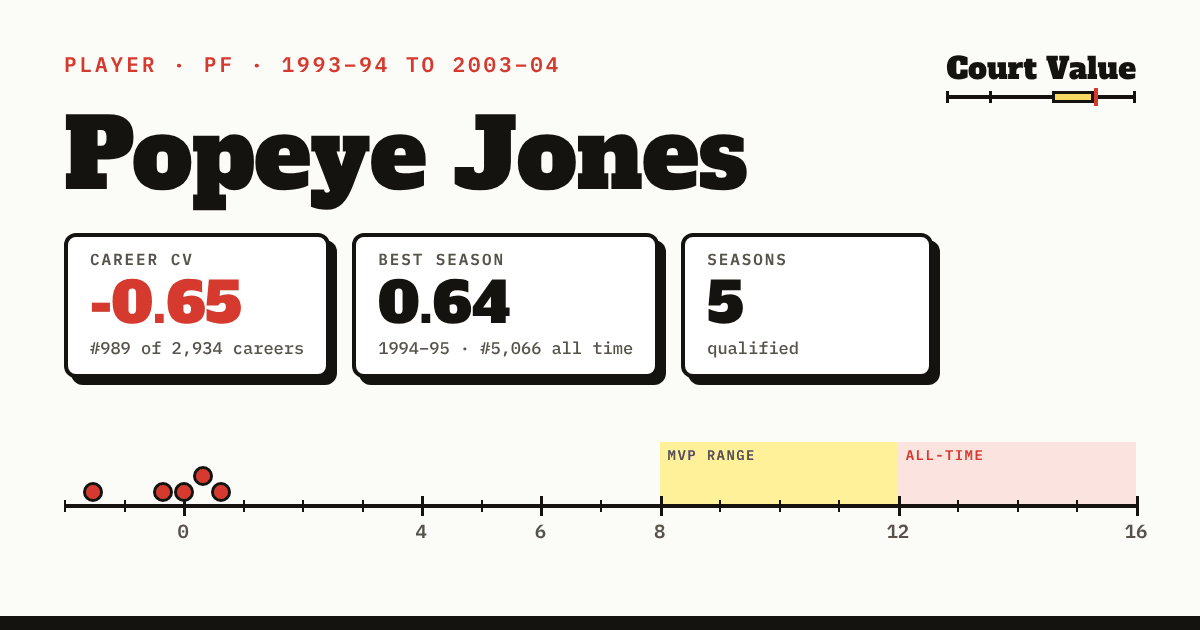 PLAYER · PF · 1993–94 TO 2003–04
Court Value
Popeye Jones
CAREER CV
-0.65
#989 of 2,934 careers
BEST SEASON
0.64
1994–95 · #5,066 all time
SEASONS
5
qualified
MVP RANGE
ALL-TIME
0 4 6 8 12 16